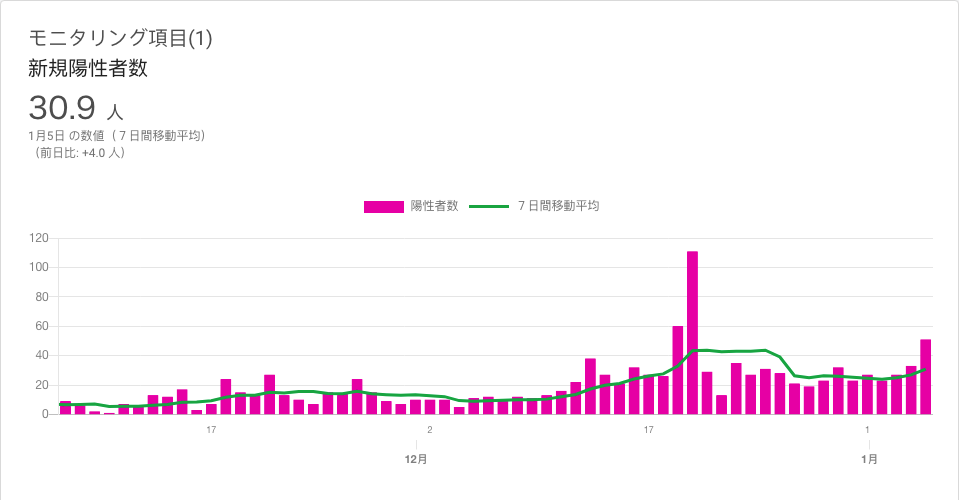 モニタリング項目(1)
新規陽性者数
30.9 人
1月5日 の数値（７日間移動平均）
（前日比: +4.0 人）
陽性者数 ７日間移動平均
120
100
80
60
40
20
0
17 2 17 1
12月 1月